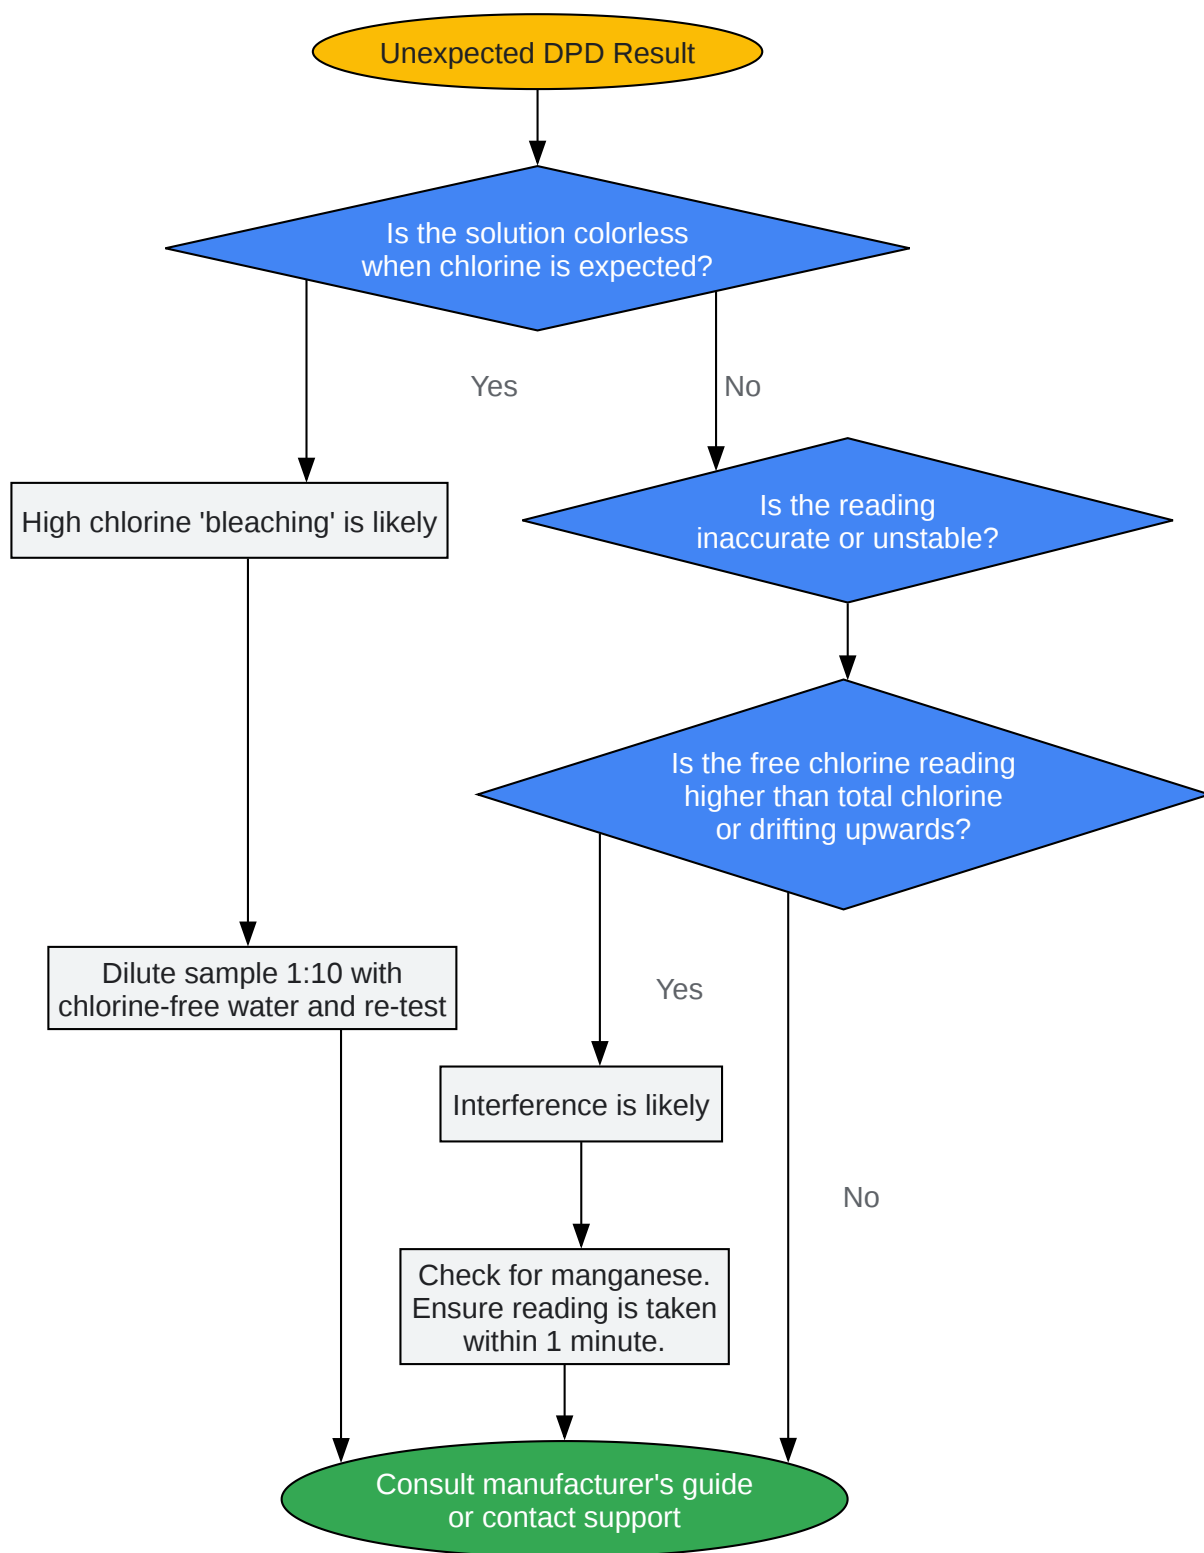 Unexpected DPD Result
Is the solution colorless
when chlorine is expected?
Yes
No
High chlorine 'bleaching' is likely
Is the reading
inaccurate or unstable?
Is the free chlorine reading
higher than total chlorine
or drifting upwards?
Dilute sample 1:10 with
chlorine-free water and re-test
Yes
Interference is likely
No
Check for manganese.
Ensure reading is taken
within 1 minute.
Consult manufacturer's guide
or contact support